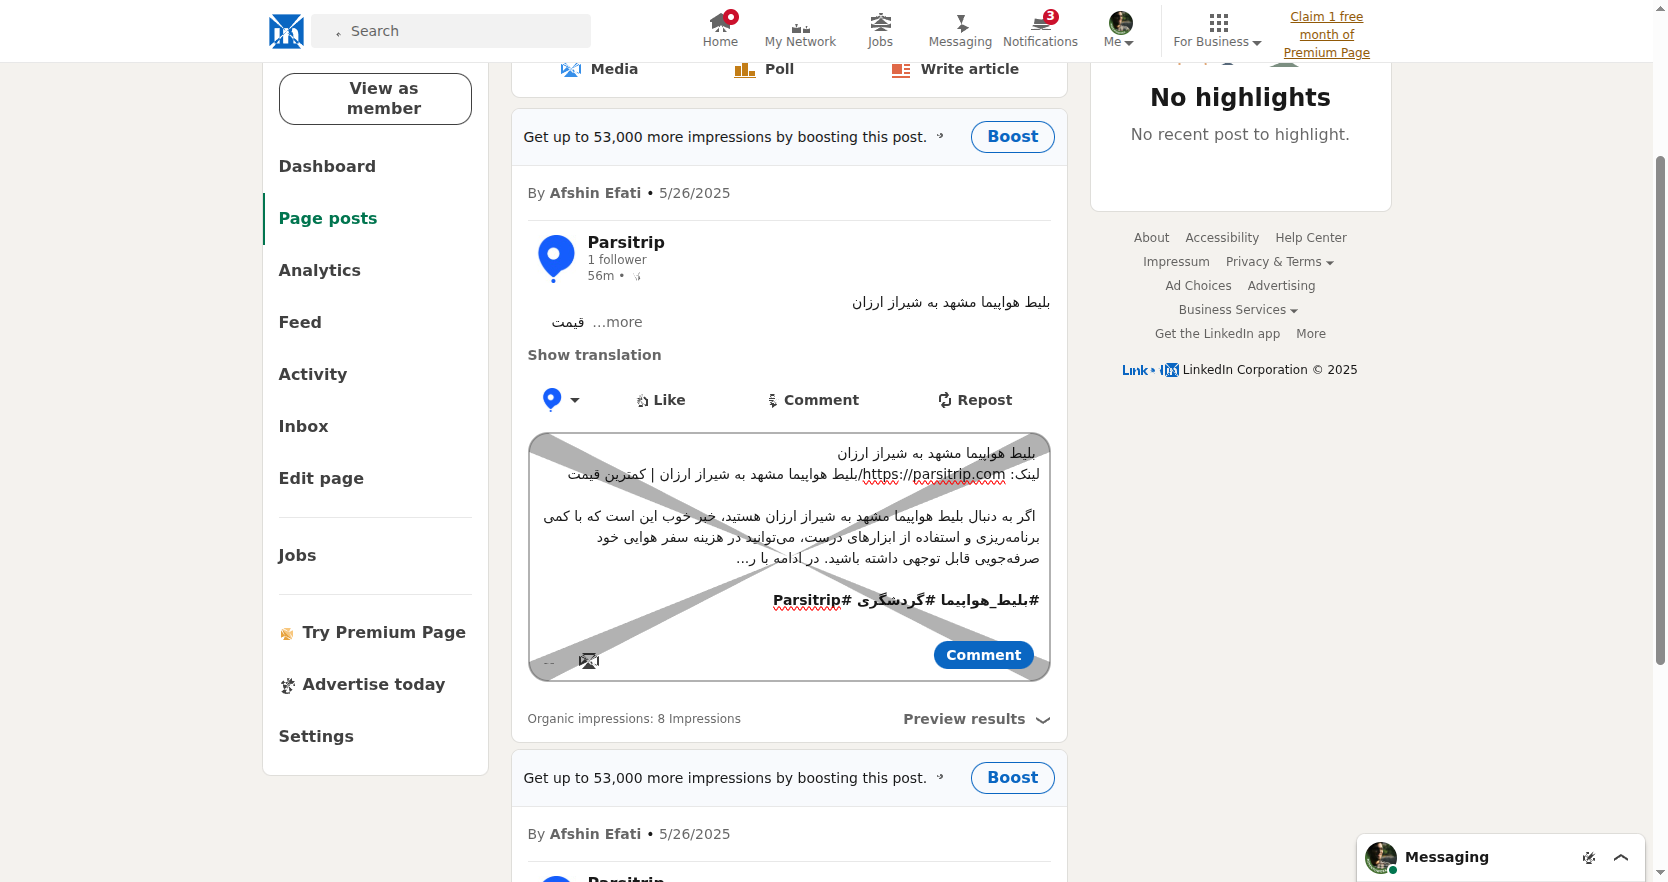 Search
Home
My Network
Jobs
Messaging
3
Notifications
Me
For Business
Claim 1 free
month of
Premium Page
View as
member
Dashboard
Page posts
Analytics
Feed
Activity
Inbox
Edit page
Jobs
Try Premium Page
Advertise today
Settings
Media
Poll
Write article
Get up to 53,000 more impressions by boosting this post.
Boost
By Afshin Efati • 5/26/2025
Parsitrip
1 follower
56m •
بلیط هواپیما مشهد به شیراز ارزان
قیمت …more
Show translation
Like
Comment
Repost
بلیط هواپیما مشهد به شیراز ارزان
لینک: https://parsitrip.com/بلیط هواپیما مشهد به شیراز ارزان | کمترین قیمت
اگر به دنبال بلیط هواپیما مشهد به شیراز ارزان هستید، خبر خوب این است که با کمی
برنامه‌ریزی و استفاده از ابزارهای درست، می‌توانید در هزینه سفر هوایی خود
صرفه‌جویی قابل توجهی داشته باشید. در ادامه با ر...
#بلیط_هواپیما #گردشگری #Parsitrip
Comment
Organic impressions: 8 Impressions
Preview results
Get up to 53,000 more impressions by boosting this post.
Boost
By Afshin Efati • 5/26/2025
Parsitrip
No highlights
No recent post to highlight.
About
Accessibility
Help Center
Impressum
Privacy & Terms
Ad Choices
Advertising
Business Services
Get the LinkedIn app
More
LinkedIn Corporation © 2025
Messaging